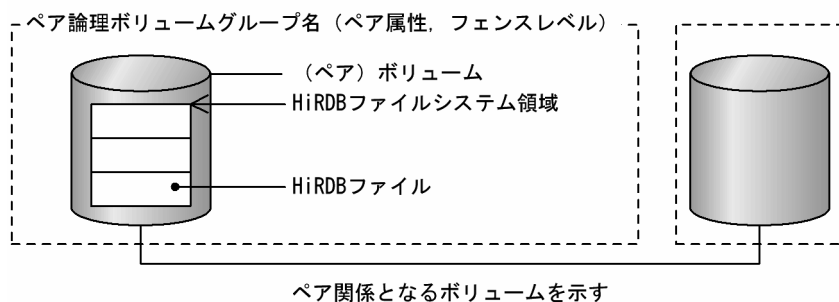 ペア論理ボリュームグループ名（ペア属性，フェンスレベル）
（ペア）ボリューム
HiRDBファイルシステム領域
HiRDBファイル
ペア関係となるボリュームを示す